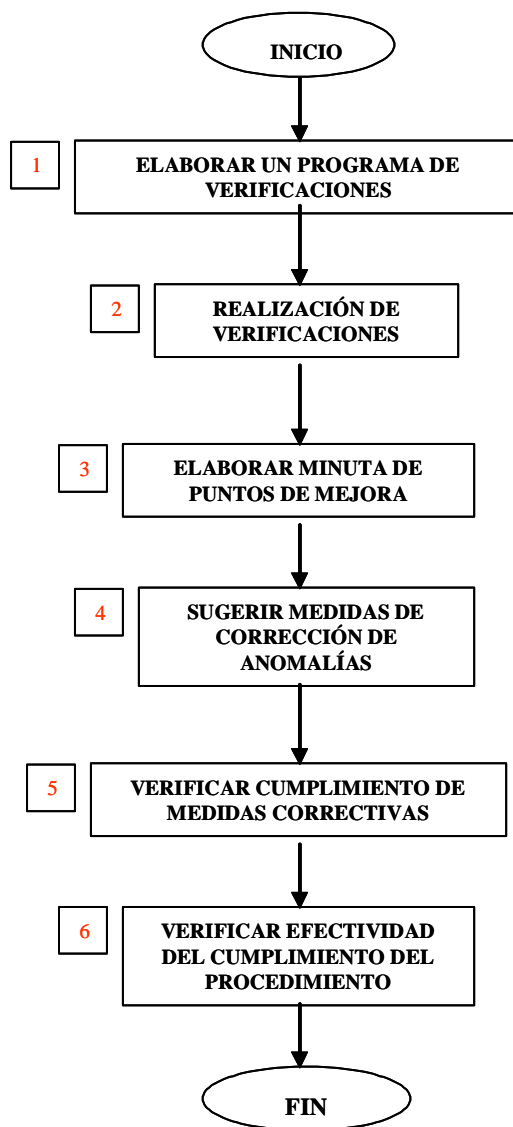 INICIO
1
ELABORAR UN PROGRAMA DE
VERIFICACIONES
2
REALIZACIÓN DE
VERIFICACIONES
3
ELABORAR MINUTA DE
PUNTOS DE MEJORA
4
SUGERIR MEDIDAS DE
CORRECCIÓN DE
ANOMALÍAS
5
VERIFICAR CUMPLIMIENTO DE
MEDIDAS CORRECTIVAS
6
VERIFICAR EFECTIVIDAD
DEL CUMPLIMIENTO DEL
PROCEDIMIENTO
FIN